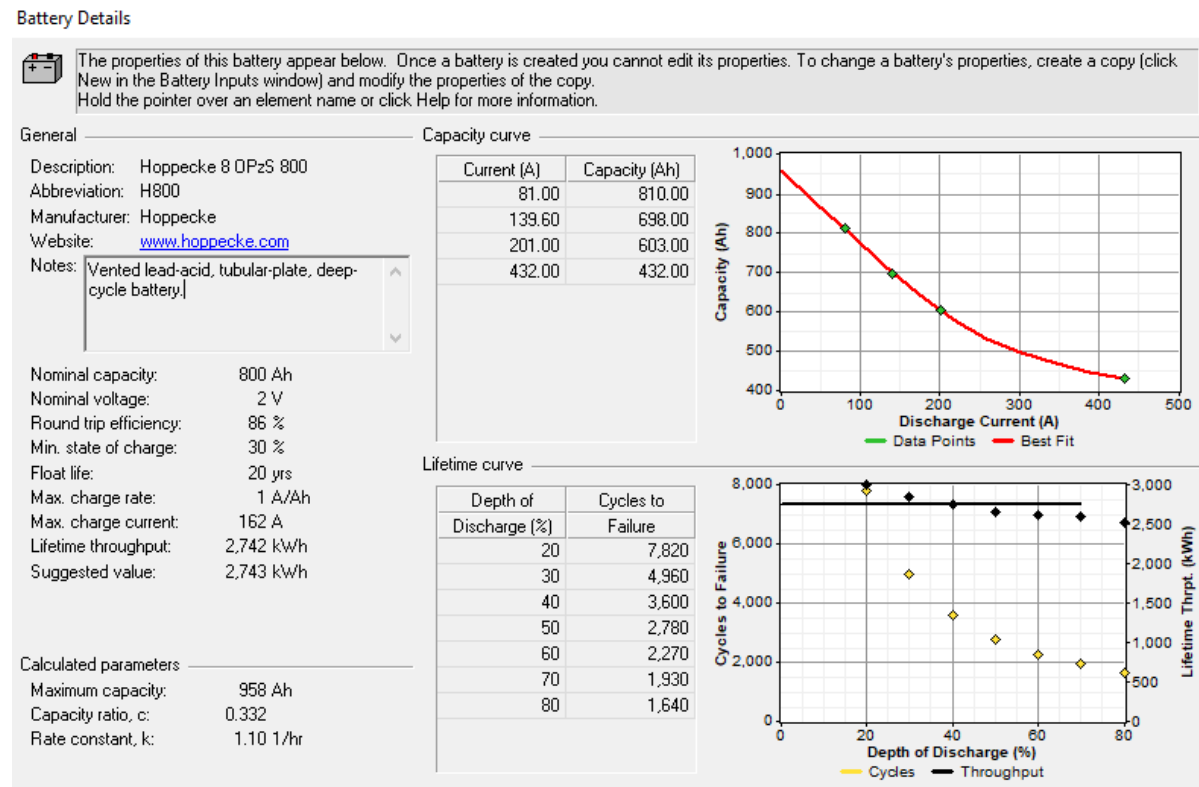 Battery Details
The properties of this battery appear below. Once a battery is created you cannot edit its properties. To change a battery's properties, create a copy (click
New in the Battery Inputs window) and modify the properties of the copy.
Hold the pointer over an element name or click Help for more information.
General
Description: Hoppecke 8 OPzS 800
Abbreviation: H800
Manufacturer: Hoppecke
Website: www.hoppecke.com
Notes: Vented lead-acid, tubular-plate, deep-
cycle battery.
Nominal capacity: 800 Ah
Nominal voltage: 2 V
Round trip efficiency: 86 %
Min. state of charge: 30 %
Float life: 20 yrs
Max. charge rate: 1 A/Ah
Max. charge current: 162 A
Lifetime throughput: 2,742 kWh
Suggested value: 2,743 kWh
Calculated parameters
Maximum capacity: 958 Ah
Capacity ratio, c: 0.332
Rate constant, k: 1.10 1/hr
Capacity curve
Current (A) Capacity (Ah)
81.00 810.00
139.60 698.00
201.00 603.00
432.00 432.00
1,000
900
800
700
600
500
400
Capacity (Ah)
0 100 200 300 400 500
Discharge Current (A)
Data Points Best Fit
Lifetime curve
Depth of Cycles to
Discharge (%) Failure
20 7,820
30 4,960
40 3,600
50 2,780
60 2,270
70 1,930
80 1,640
8,000
6,000
4,000
2,000
0
Cycles to Failure
3,000
2,500
2,000
1,500
1,000
500
0
Lifetime Thrpt. (kWh)
0 20 40 60 80
Depth of Discharge (%)
Cycles Throughput